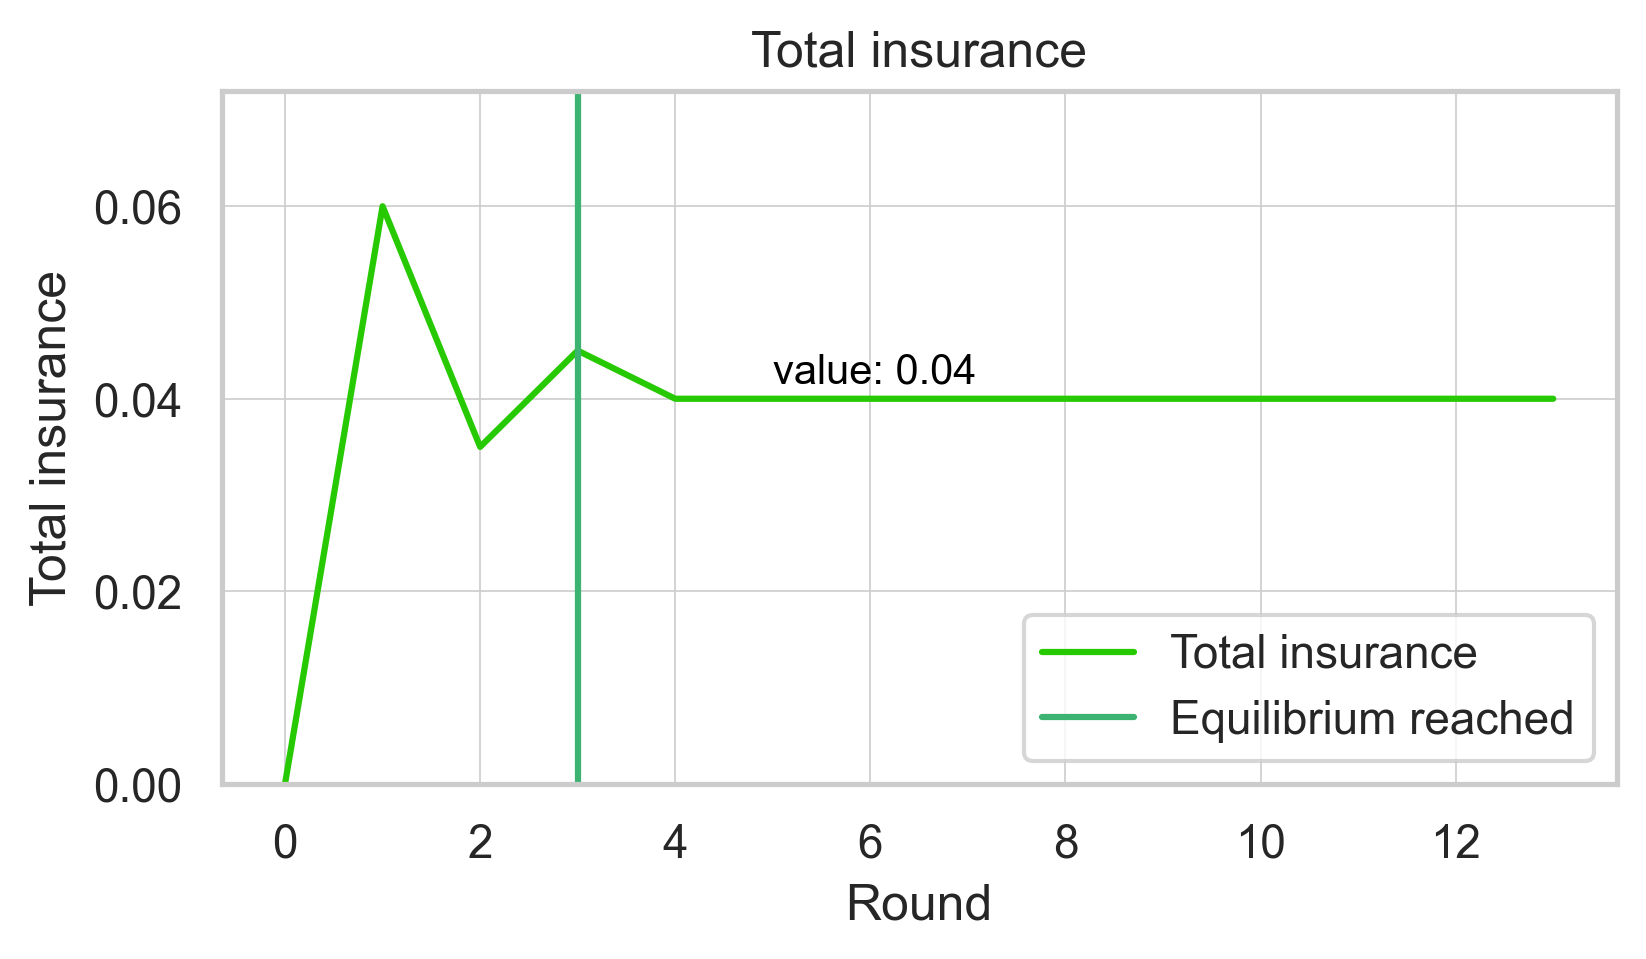 Total insurance
Total insurance
0.06
0.04
0.02
0.00
value: 0.04
Total insurance
Equilibrium reached
0 2 4 6 8 10 12
Round